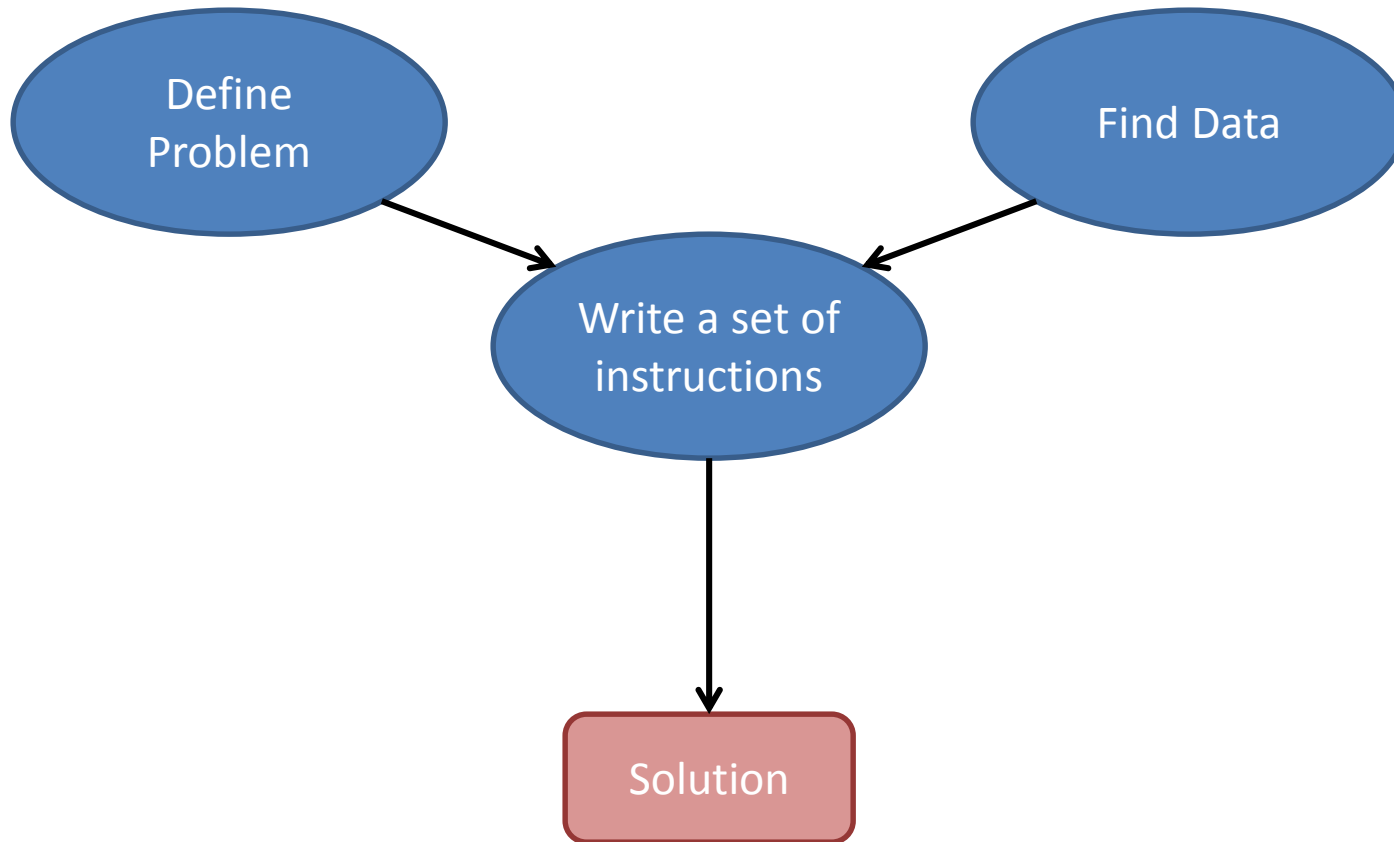 Define
Problem
Find Data
Write a set of
instructions
Solution